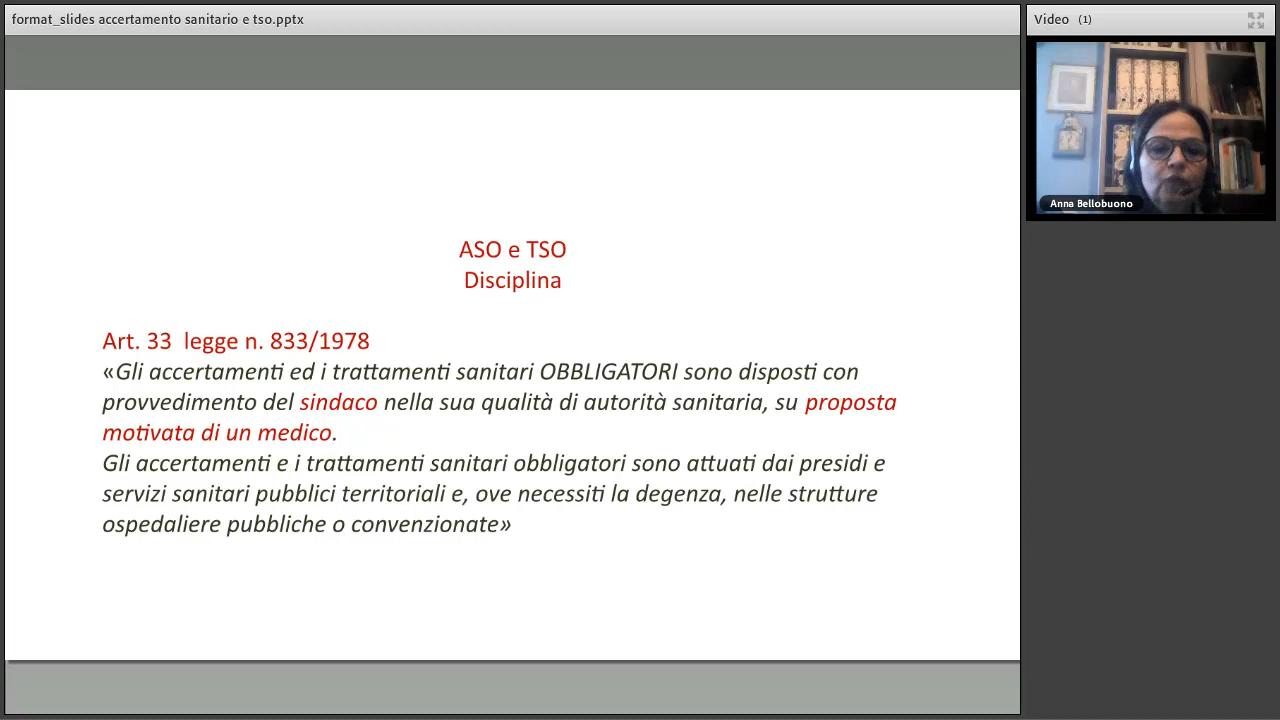 format_slides accertamento sanitario e tso.pptx
Video (1)
Anna Bellobuono
ASO e TSO
Disciplina
Art. 33 legge n. 833/1978
«Gli accertamenti ed i trattamenti sanitari OBBLIGATORI sono disposti con
provvedimento del sindaco nella sua qualità di autorità sanitaria, su proposta
motivata di un medico.
Gli accertamenti e i trattamenti sanitari obbligatori sono attuati dai presidi e
servizi sanitari pubblici territoriali e, ove necessiti la degenza, nelle strutture
ospedaliere pubbliche o convenzionate»